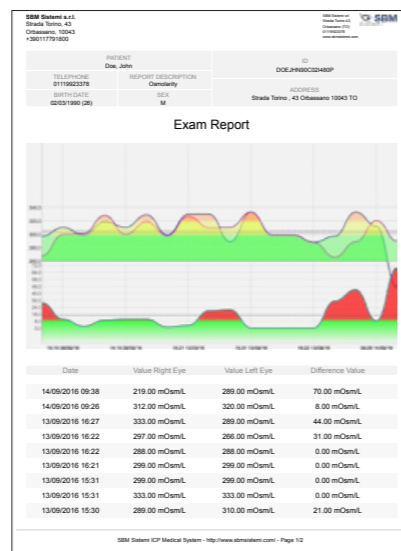 SBM Sistemi s.r.l.
Strada Torino, 43
Orbassano, 10043
+390117791800
SBM
PATIENT
Doe, John
ID
DOEJHN90C02I480P
TELEPHONE
01119923378
REPORT DESCRIPTION
Osmolarity
BIRTH DATE
02/03/1990 (26)
SEX
M
ADDRESS
Strada Torino , 43 Orbassano 10043 TO
Exam Report
Date Value Right Eye Value Left Eye Difference Value
14/09/2016 09:38 219.00 mOsm/L 289.00 mOsm/L 70.00 mOsm/L
14/09/2016 09:26 312.00 mOsm/L 320.00 mOsm/L 8.00 mOsm/L
13/09/2016 16:27 333.00 mOsm/L 289.00 mOsm/L 44.00 mOsm/L
13/09/2016 16:22 297.00 mOsm/L 266.00 mOsm/L 31.00 mOsm/L
13/09/2016 16:22 288.00 mOsm/L 288.00 mOsm/L 0.00 mOsm/L
13/09/2016 16:21 299.00 mOsm/L 299.00 mOsm/L 0.00 mOsm/L
13/09/2016 15:31 299.00 mOsm/L 299.00 mOsm/L 0.00 mOsm/L
13/09/2016 15:31 333.00 mOsm/L 333.00 mOsm/L 0.00 mOsm/L
13/09/2016 15:30 289.00 mOsm/L 310.00 mOsm/L 21.00 mOsm/L
SBM Sistemi ICP Medical System - http://www.sbmsistemi.com/ - Page 1/2